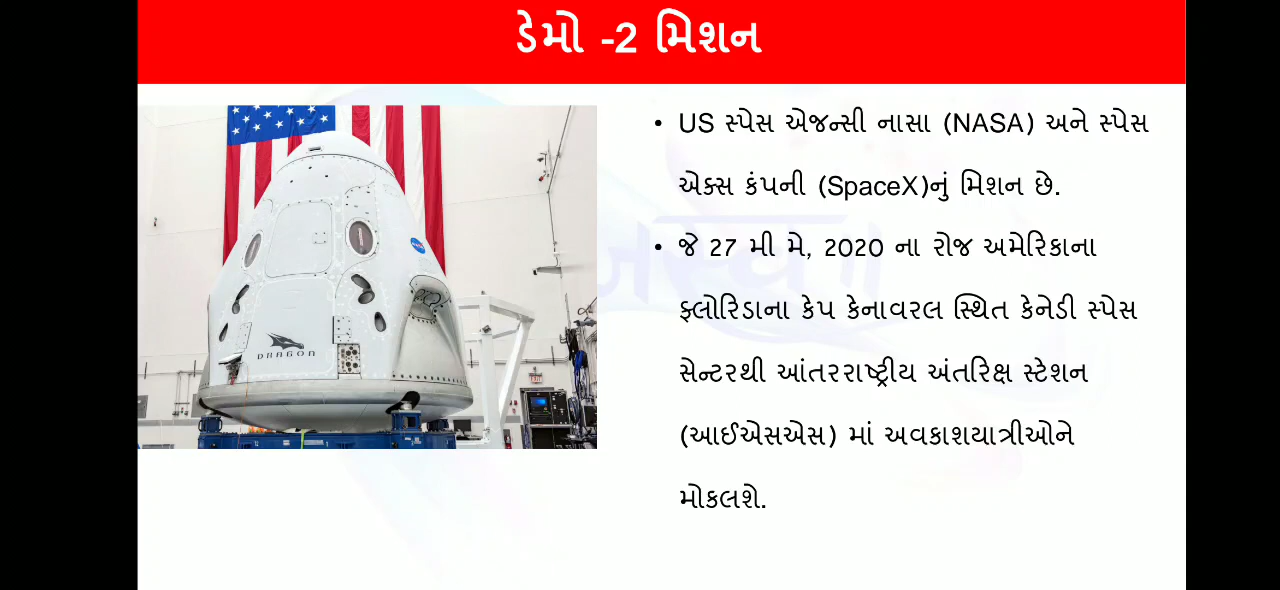 ડેમો -2 મિશન
• US સ્પેસ એજન્સી નાસા (NASA) અને સ્પેસ
એક્સ કંપની (SpaceX)નું મિશન છે.
• જે 27 મી મે, 2020 ના રોજ અમેરિકાના
ફ્લોરિડાના કેપ કેનાવરલ સ્થિત કેનેડી સ્પેસ
સેન્ટરથી આંતરરાષ્ટ્રીય અંતરિક્ષ સ્ટેશન
(આઈએસએસ) માં અવકાશયાત્રીઓને
મોકલશે.
NASA
DRAGON